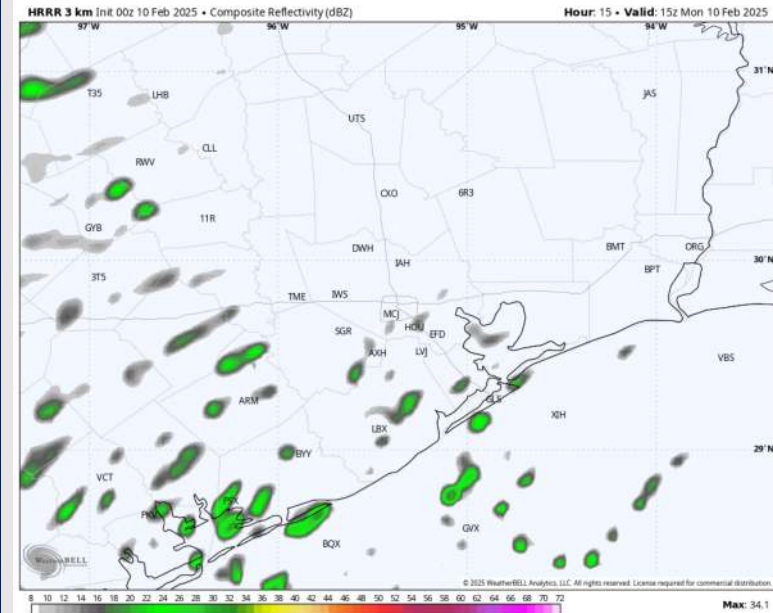 HRRR 3 km Init 00z 10 Feb 2025 • Composite Reflectivity (dBZ)
Hour: 15 • Valid: 15z Mon 10 Feb 2025
97°W 96°W 95°W 94°W
31°N
T35 LHB JAS
UTS
CLL
RWV
CXO 6R3
11R
GYB
DWH BMT ORG
IAH 30°N
BPT
3T5
TME IWS
MCJ
SGR HOU EFD
AXH LVJ VBS
ARM GLS
XIH
LBX
29°N
BYY
VCT
PSX
PKV
GVX
BQX
WeatherBELL
© 2025 WeatherBELL Analytics, LLC. All rights reserved. License required for commercial distribution.
8 10 12 14 16 18 20 22 24 26 28 30 32 34 36 38 40 42 44 46 48 50 52 54 56 58 60 62 64 66 68 70 72
Max: 34.1